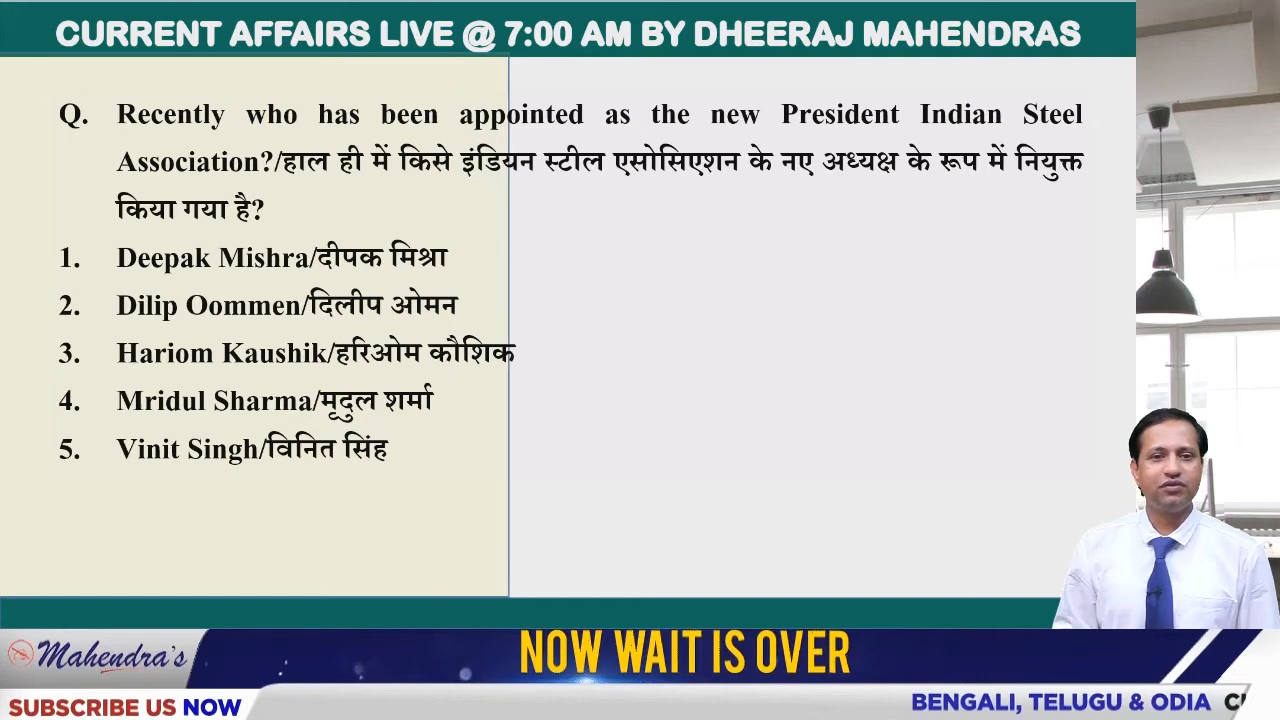 CURRENT AFFAIRS LIVE @ 7:00 AM BY DHEERAJ MAHENDRAS
Q. Recently who has been appointed as the new President Indian Steel
Association?/हाल ही में किसे इंडियन स्टील एसोसिएशन के नए अध्यक्ष के रूप में नियुक्त
किया गया है?
1. Deepak Mishra/दीपक मिश्रा
2. Dilip Oommen/दिलीप ओमन
3. Hariom Kaushik/हरिओम कौशिक
4. Mridul Sharma/मृदुल शर्मा
5. Vinit Singh/विनित सिंह
Mahendra's
NOW WAIT IS OVER
SUBSCRIBE US NOW
BENGALI, TELUGU & ODIA